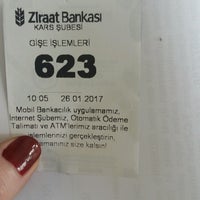 Ziraat Bankası
KARS ŞUBESİ
GİŞE İŞLEMLERİ
623
10:05 26.01.2017
Mobil Bankacılık uygulamamız,
İnternet Şubemiz, Otomatik Ödeme
Talimatı ve ATM'lerimiz aracılığı ile
işlemlerinizi gerçekleştirin,
zamanınız size kalsın!